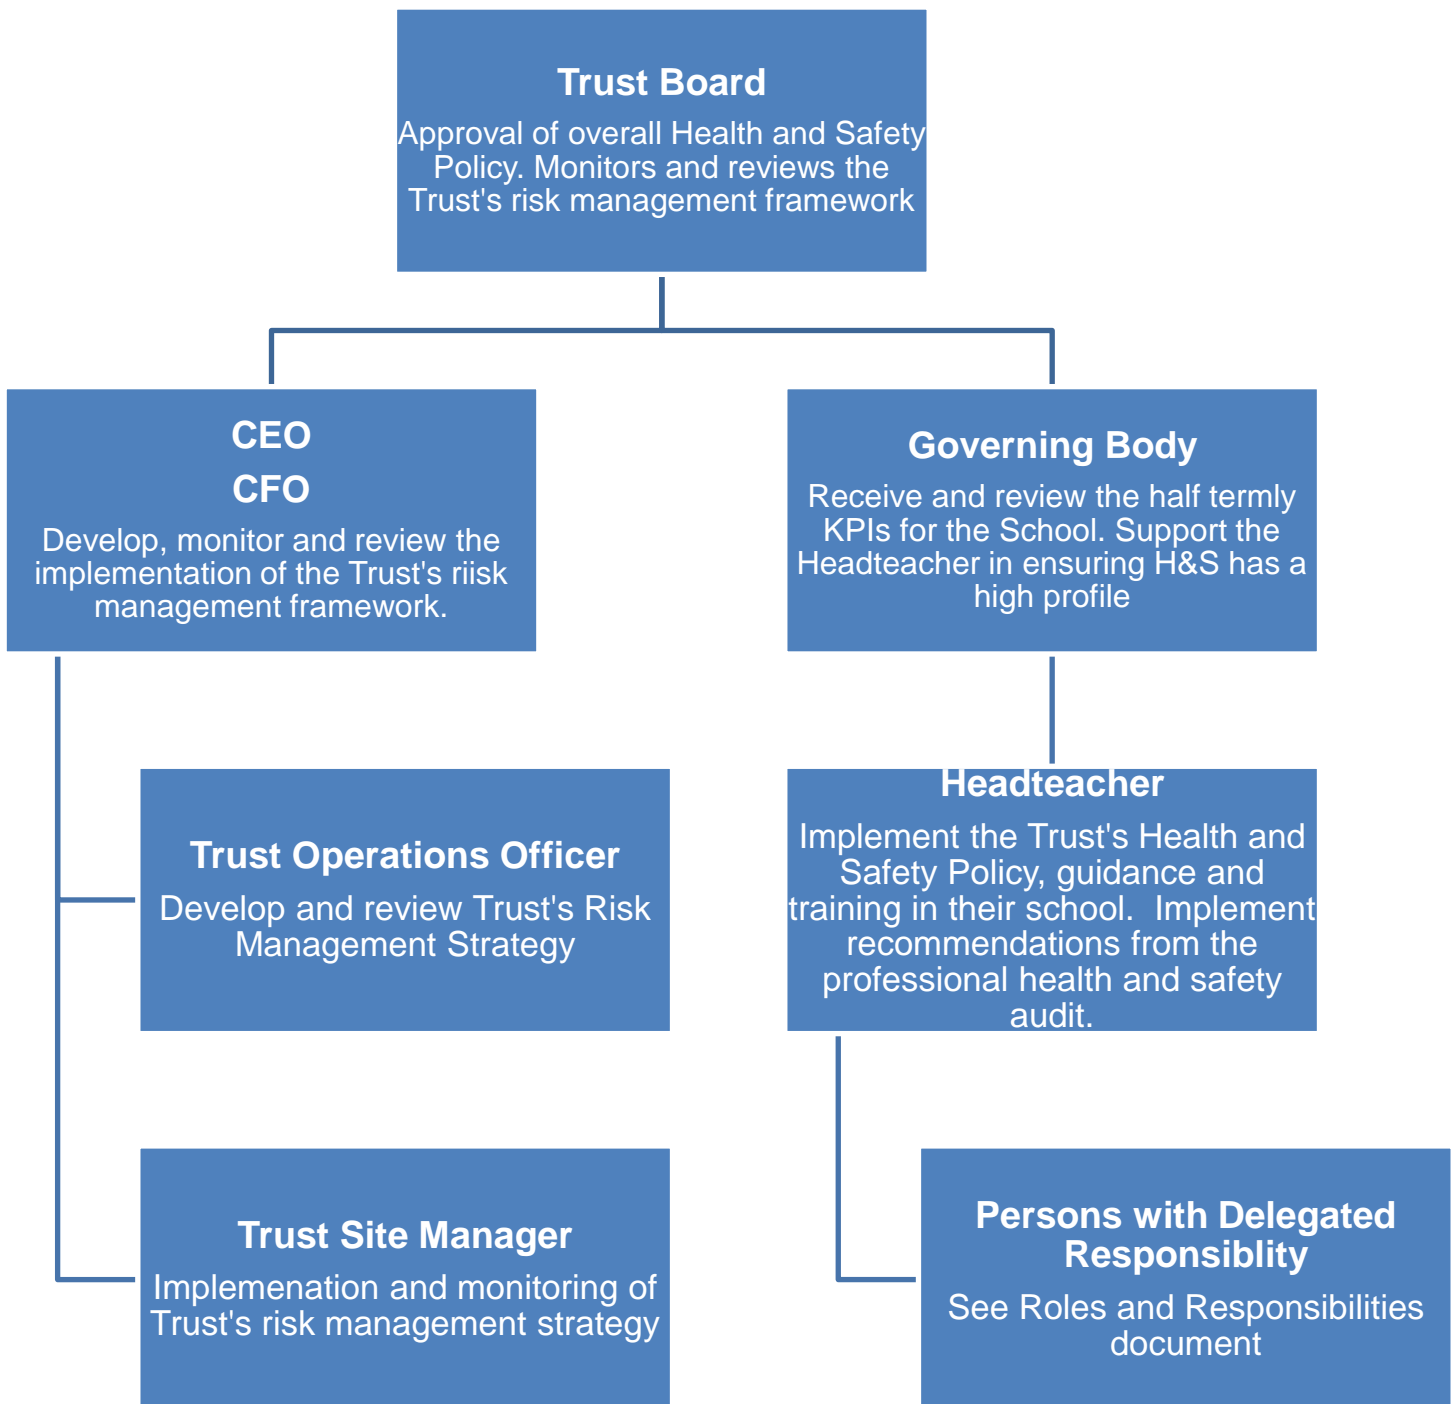 Trust Board
Approval of overall Health and Safety
Policy. Monitors and reviews the
Trust's risk management framework
CEO
CFO
Develop, monitor and review the
implementation of the Trust's riisk
management framework.
Governing Body
Receive and review the half termly
KPIs for the School. Support the
Headteacher in ensuring H&S has a
high profile
Trust Operations Officer
Develop and review Trust's Risk
Management Strategy
Headteacher
Implement the Trust's Health and
Safety Policy, guidance and
training in their school.  Implement
recommendations from the
professional health and safety
audit.
Trust Site Manager
Implemenation and monitoring of
Trust's risk management strategy
Persons with Delegated
Responsiblity
See Roles and Responsibilities
document